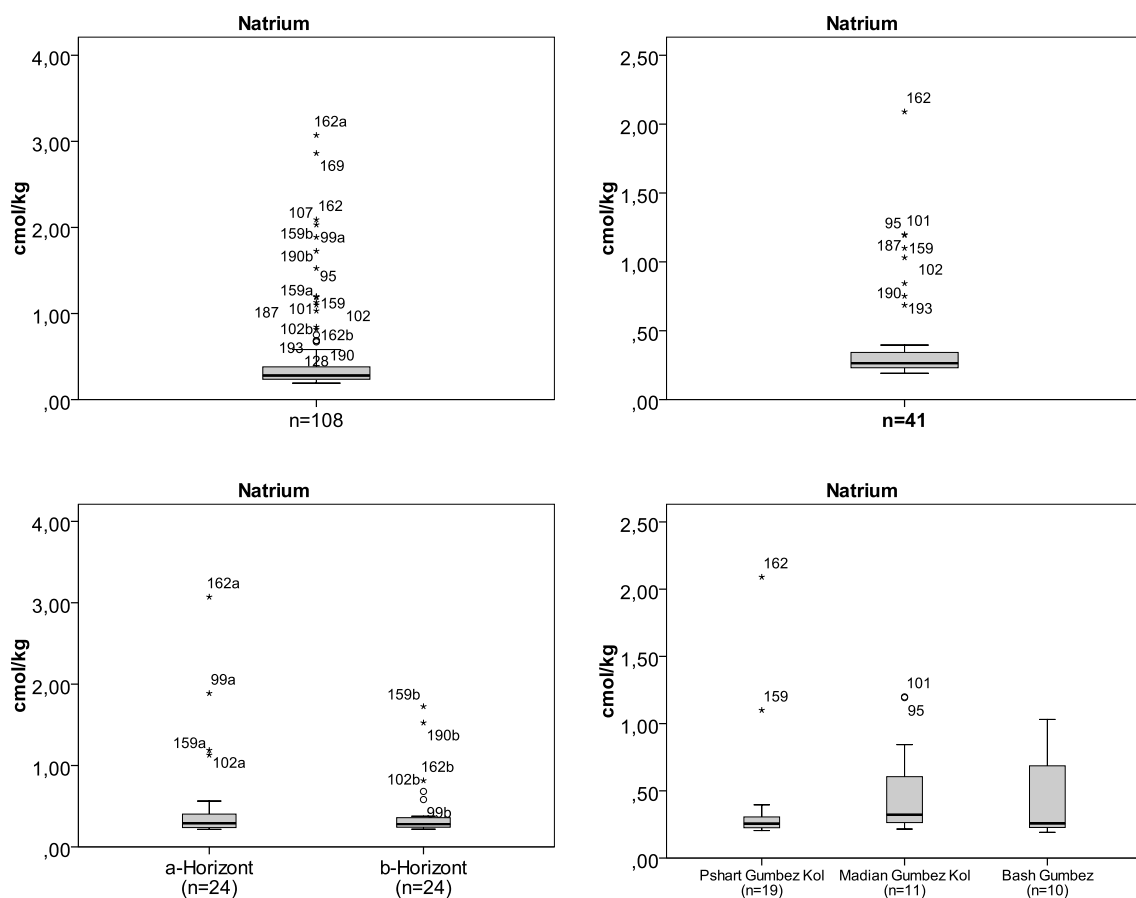 Natrium
4,00
3,00
2,00
1,00
,00
cmol/kg
162a
169
107 162
159b 99a
190b
95
159a 159
187 101 102
102b 162b
193 190
128
n=108
Natrium
2,50
2,00
1,50
1,00
,50
,00
cmol/kg
162
95 101
187 159
102
190
193
n=41
Natrium
4,00
3,00
2,00
1,00
,00
cmol/kg
162a
99a
159a
102a
159b
190b
162b
102b
99b
a-Horizont b-Horizont
(n=24) (n=24)
Natrium
2,50
2,00
1,50
1,00
,50
,00
cmol/kg
162
159
101
95
Pshart Gumbez Kol Madian Gumbez Kol Bash Gumbez
(n=19) (n=11) (n=10)